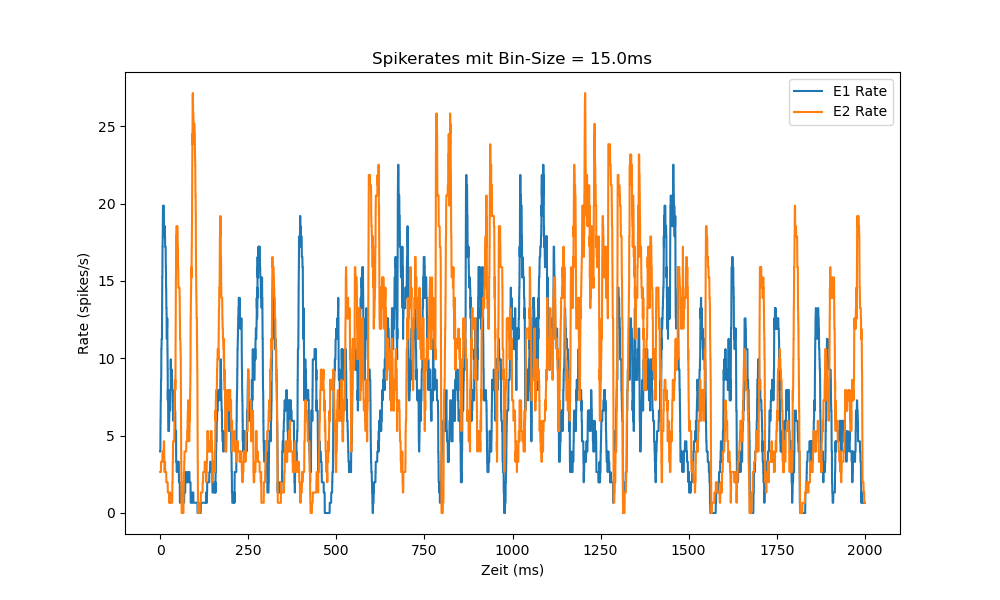 Spikerates mit Bin-Size = 15.0ms
E1 Rate
E2 Rate
Rate (spikes/s)
25
20
15
10
5
0
0 250 500 750 1000 1250 1500 1750 2000
Zeit (ms)